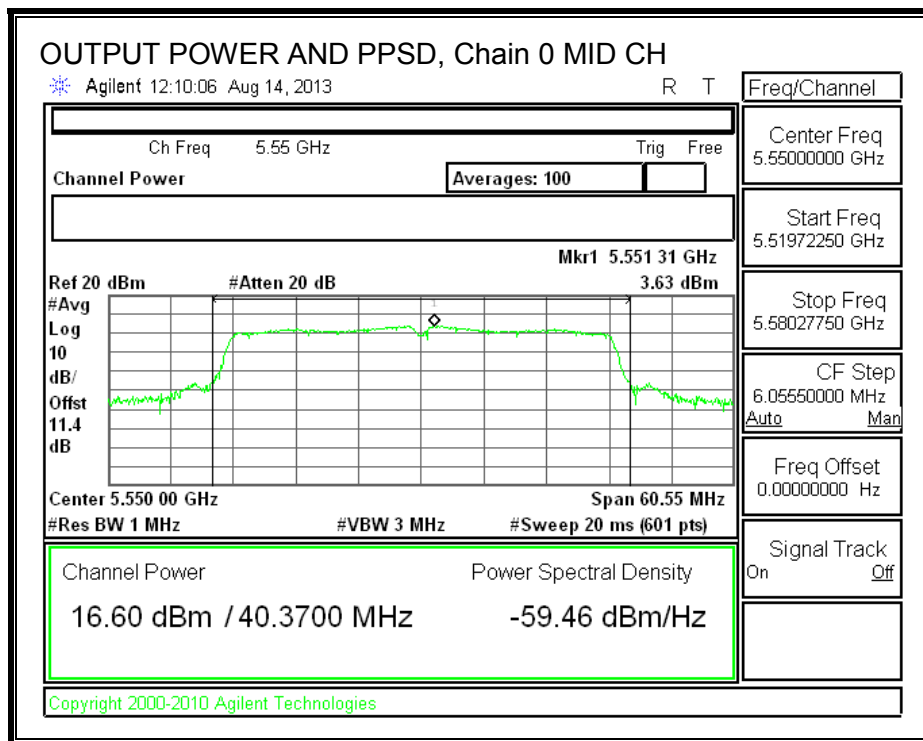 OUTPUT POWER AND PPSD, Chain 0 MID CH
Agilent 12:10:06 Aug 14, 2013 R T
Ch Freq 5.55 GHz Trig Free
Channel Power Averages: 100
Mkr1 5.551 31 GHz
Ref 20 dBm #Atten 20 dB 3.63 dBm
#Avg
Log
10
dB/
Offst
11.4
dB
1
Center 5.550 00 GHz Span 60.55 MHz
#Res BW 1 MHz #VBW 3 MHz #Sweep 20 ms (601 pts)
Channel Power Power Spectral Density
16.60 dBm / 40.3700 MHz -59.46 dBm/Hz
Copyright 2000-2010 Agilent Technologies
Freq/Channel
Center Freq
5.55000000 GHz
Start Freq
5.51972250 GHz
Stop Freq
5.58027750 GHz
CF Step
6.05550000 MHz
Auto Man
Freq Offset
0.00000000 Hz
Signal Track
On Off